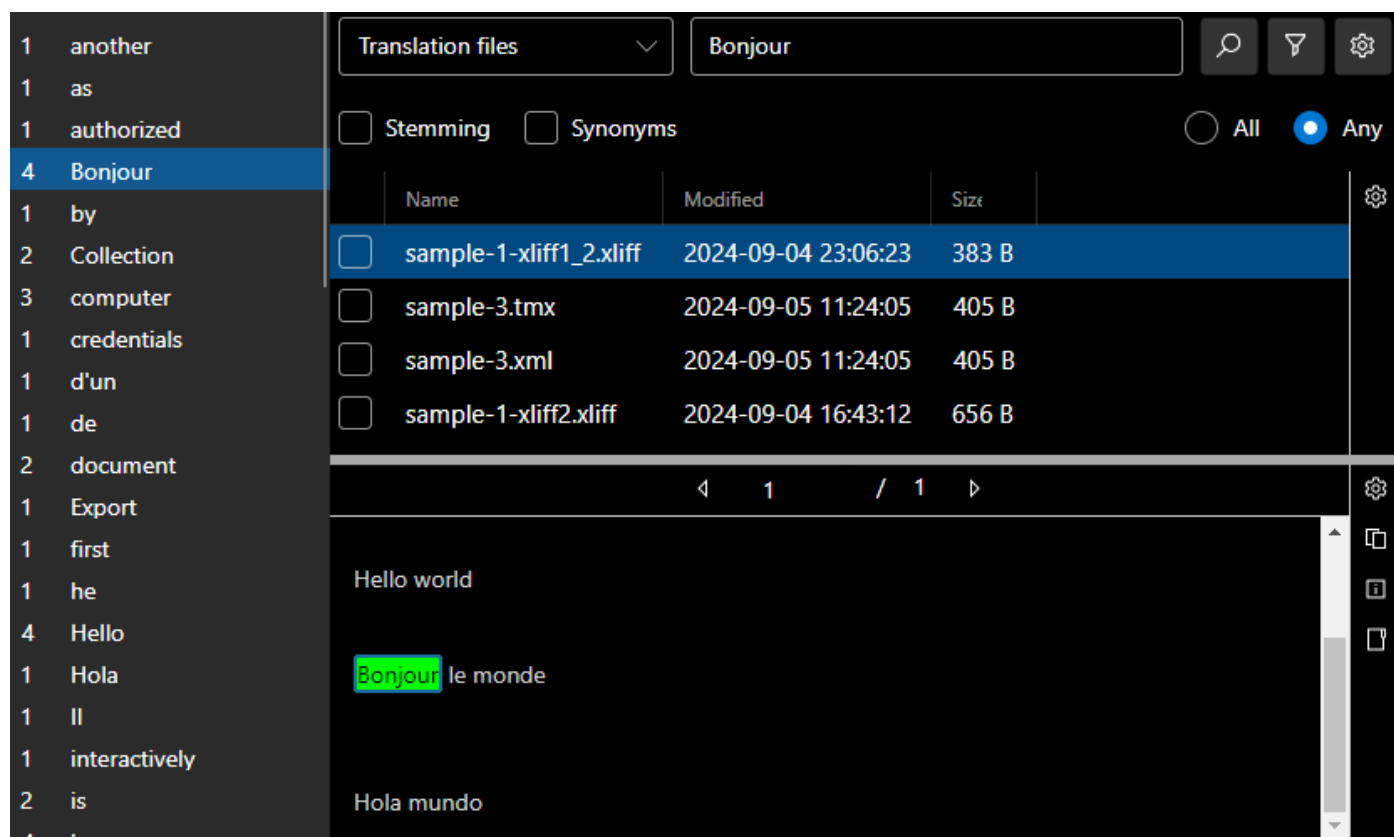 1 another
1 as
1 authorized
4 Bonjour
1 by
2 Collection
3 computer
1 credentials
1 d'un
1 de
2 document
1 Export
1 first
1 he
4 Hello
1 Hola
1 Il
1 interactively
2 is
Translation files Bonjour
Stemming Synonyms All Any
Name Modified Size
sample-1-xliff1_2.xliff 2024-09-04 23:06:23 383 B
sample-3.tmx 2024-09-05 11:24:05 405 B
sample-3.xml 2024-09-05 11:24:05 405 B
sample-1-xliff2.xliff 2024-09-04 16:43:12 656 B
1 / 1
Hello world
Bonjour le monde
Hola mundo